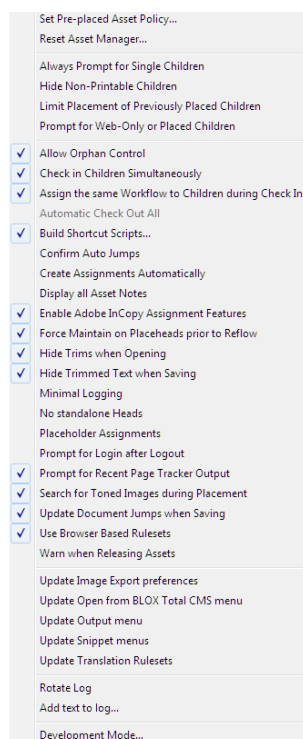 Set Pre-placed Asset Policy...
Reset Asset Manager...
Always Prompt for Single Children
Hide Non-Printable Children
Limit Placement of Previously Placed Children
Prompt for Web-Only or Placed Children
Allow Orphan Control
Check in Children Simultaneously
Assign the same Workflow to Children during Check In
Automatic Check Out All
Build Shortcut Scripts...
Confirm Auto Jumps
Create Assignments Automatically
Display all Asset Notes
Enable Adobe InCopy Assignment Features
Force Maintain on Placeheads prior to Reflow
Hide Trims when Opening
Hide Trimmed Text when Saving
Minimal Logging
No standalone Heads
Placeholder Assignments
Prompt for Login after Logout
Prompt for Recent Page Tracker Output
Search for Toned Images during Placement
Update Document Jumps when Saving
Use Browser Based Rulesets
Warn when Releasing Assets
Update Image Export preferences
Update Open from BLOX Total CMS menu
Update Output menu
Update Snippet menus
Update Translation Rulesets
Rotate Log
Add text to log...
Development Mode...